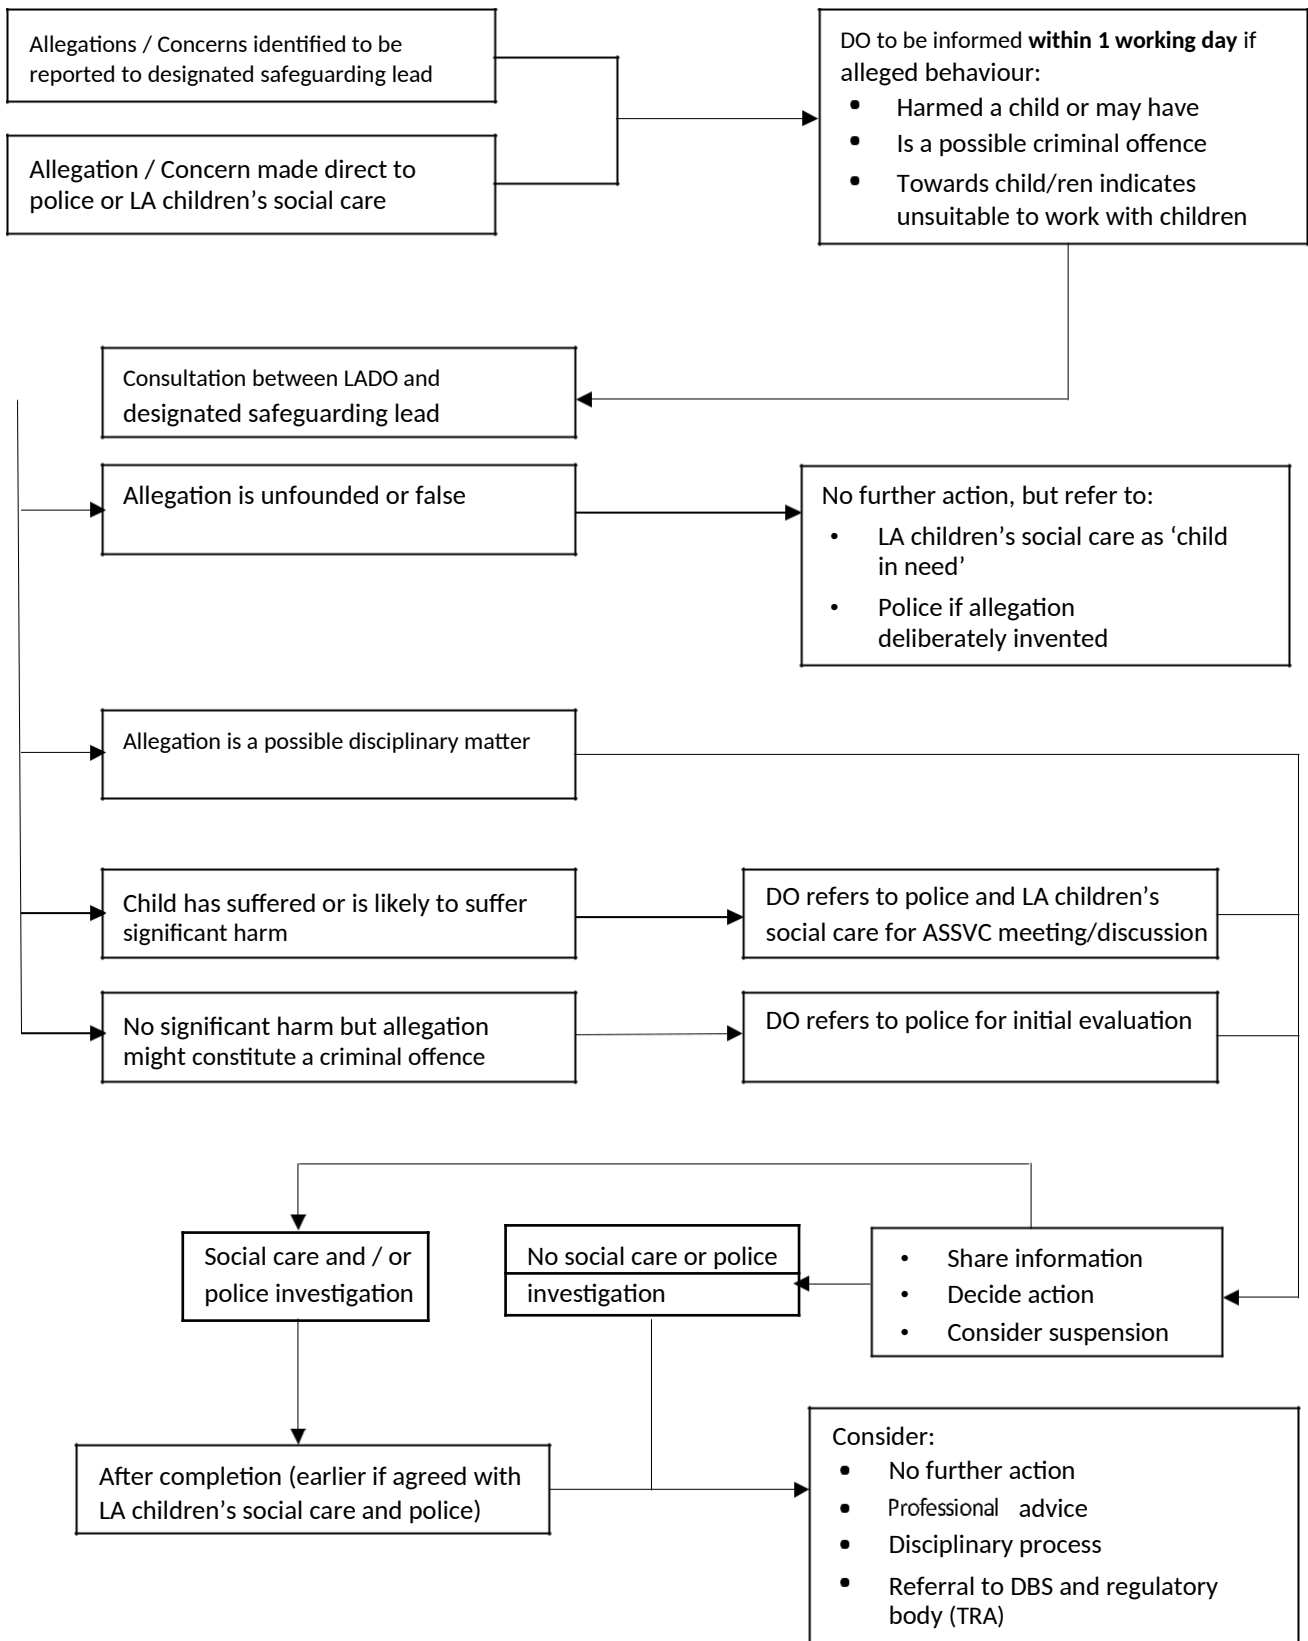 Allegations / Concerns identified to be
reported to designated safeguarding lead
Allegation / Concern made direct to
police or LA children’s social care
DO to be informed within 1 working day if
alleged behaviour:
• Harmed a child or may have
• Is a possible criminal offence
• Towards child/ren indicates
unsuitable to work with children
Consultation between LADO and
designated safeguarding lead
Allegation is unfounded or false
No further action, but refer to:
• LA children’s social care as ‘child
in need’
• Police if allegation
deliberately invented
Allegation is a possible disciplinary matter
Child has suffered or is likely to suffer
significant harm
DO refers to police and LA children’s
social care for ASSVC meeting/discussion
No significant harm but allegation
might constitute a criminal offence
DO refers to police for initial evaluation
Social care and / or
police investigation
No social care or police
investigation
• Share information
• Decide action
• Consider suspension
After completion (earlier if agreed with
LA children’s social care and police)
Consider:
• No further action
• Professional advice
• Disciplinary process
• Referral to DBS and regulatory
body (TRA)